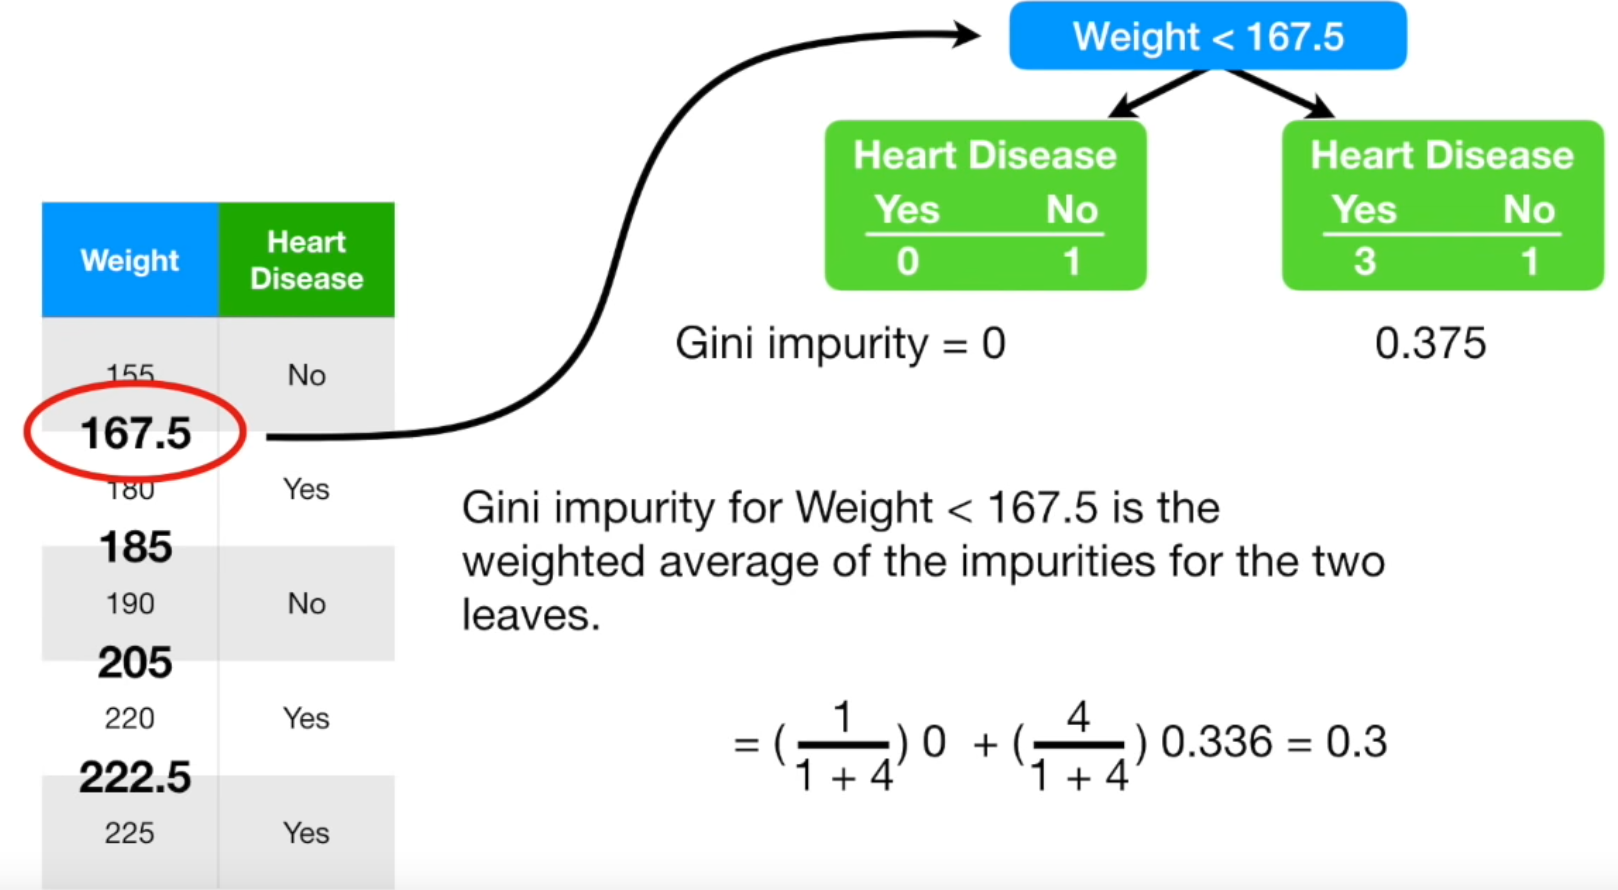 Weight < 167.5
Heart Disease
Yes No
0 1
Heart Disease
Yes No
3 1
Gini impurity = 0
0.375
Weight
Heart
Disease
155 No
167.5
180 Yes
185
190 No
205
220 Yes
222.5
225 Yes
Gini impurity for Weight < 167.5 is the
weighted average of the impurities for the two
leaves.
= (1/(1 + 4)) 0 + (4/(1 + 4)) 0.336 = 0.3